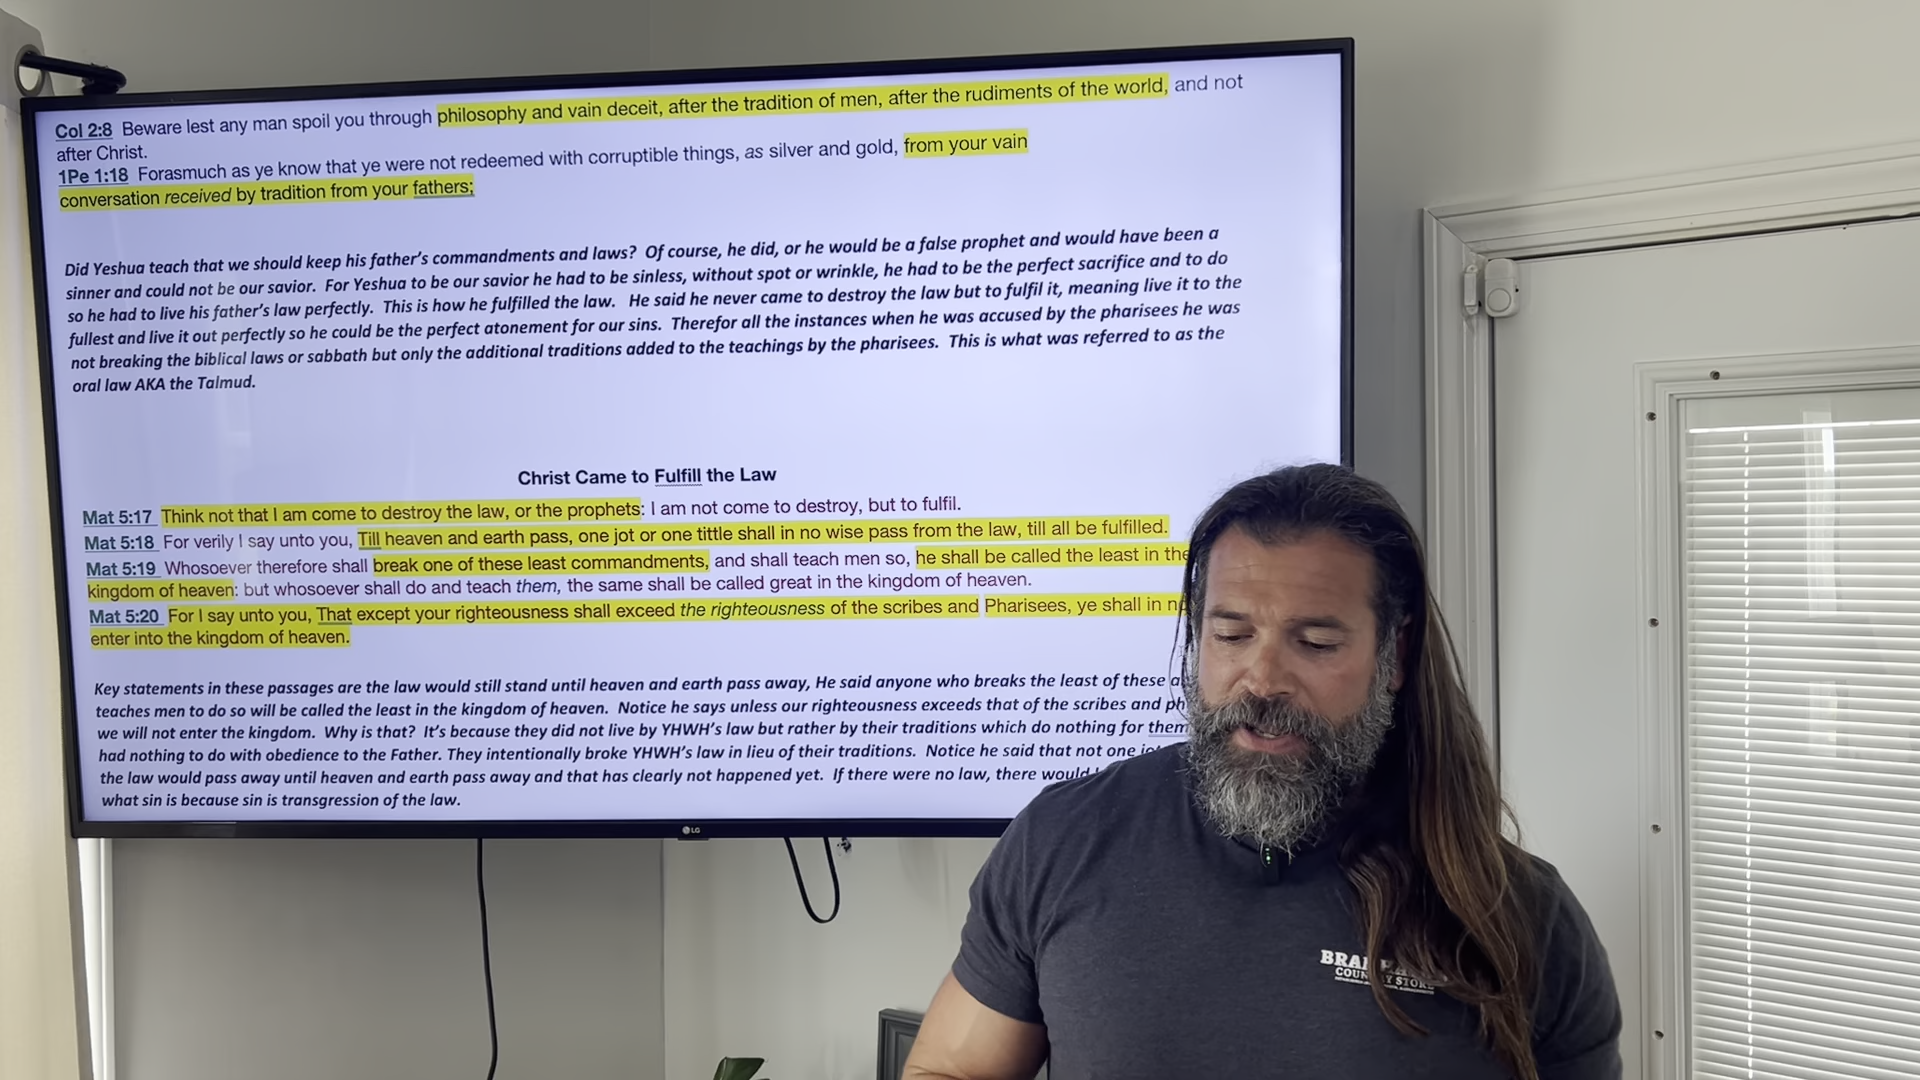 Col 2:8 Beware lest any man spoil you through philosophy and vain deceit, after the tradition of men, after the rudiments of the world, and not
after Christ.
1Pe 1:18 Forasmuch as ye know that ye were not redeemed with corruptible things, as silver and gold, from your vain
conversation received by tradition from your fathers;
Did Yeshua teach that we should keep his father's commandments and laws? Of course, he did, or he would be a false prophet and would have been a
sinner and could not be our savior. For Yeshua to be our savior he had to be sinless, without spot or wrinkle, he had to be the perfect sacrifice and to do
so he had to live his father's law perfectly. This is how he fulfilled the law. He said he never came to destroy the law but to fulfil it, meaning live it to the
fullest and live it out perfectly so he could be the perfect atonement for our sins. Therefor all the instances when he was accused by the pharisees he was
not breaking the biblical laws or sabbath but only the additional traditions added to the teachings by the pharisees. This is what was referred to as the
oral law AKA the Talmud.
Christ Came to Fulfill the Law
Mat 5:17 Think not that I am come to destroy the law, or the prophets: I am not come to destroy, but to fulfil.
Mat 5:18 For verily I say unto you, Till heaven and earth pass, one jot or one tittle shall in no wise pass from the law, till all be fulfilled.
Mat 5:19 Whosoever therefore shall break one of these least commandments, and shall teach men so, he shall be called the least in the
kingdom of heaven: but whosoever shall do and teach them, the same shall be called great in the kingdom of heaven.
Mat 5:20 For I say unto you, That except your righteousness shall exceed the righteousness of the scribes and Pharisees, ye shall in
enter into the kingdom of heaven.
Key statements in these passages are the law would still stand until heaven and earth pass away, He said anyone who breaks the least of these
teaches men to do so will be called the least in the kingdom of heaven. Notice he says unless our righteousness exceeds that of the scribes and
we will not enter the kingdom. Why is that? It's because they did not live by YHWH's law but rather by their traditions which do nothing for them
had nothing to do with obedience to the Father. They intentionally broke YHWH's law in lieu of their traditions. Notice he said that not one
the law would pass away until heaven and earth pass away and that has clearly not happened yet. If there were no law, there would
what sin is because sin is transgression of the law.
LG